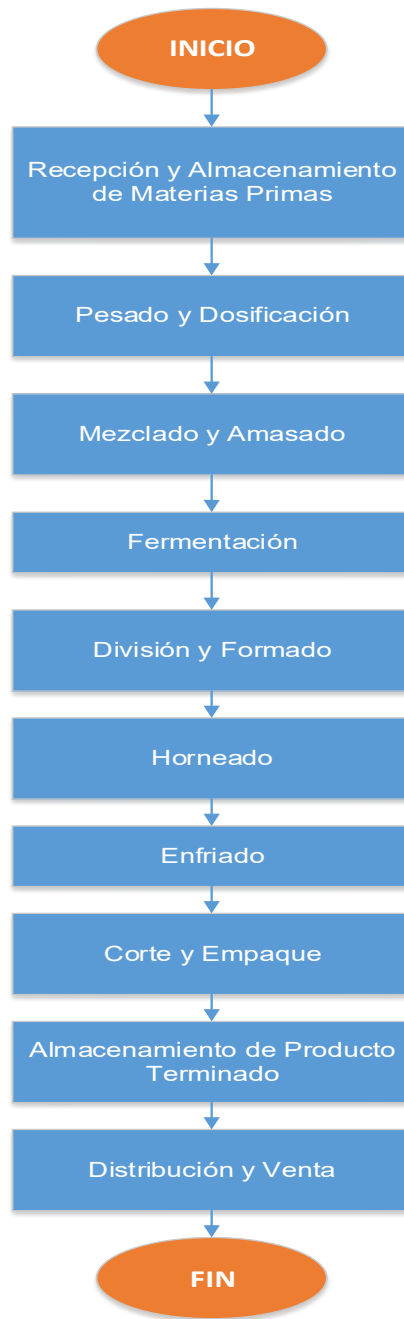 INICIO
Recepción y Almacenamiento
de Materias Primas
Pesado y Dosificación
Mezclado y Amasado
Fermentación
División y Formado
Horneado
Enfriado
Corte y Empaque
Almacenamiento de Producto
Terminado
Distribución y Venta
FIN